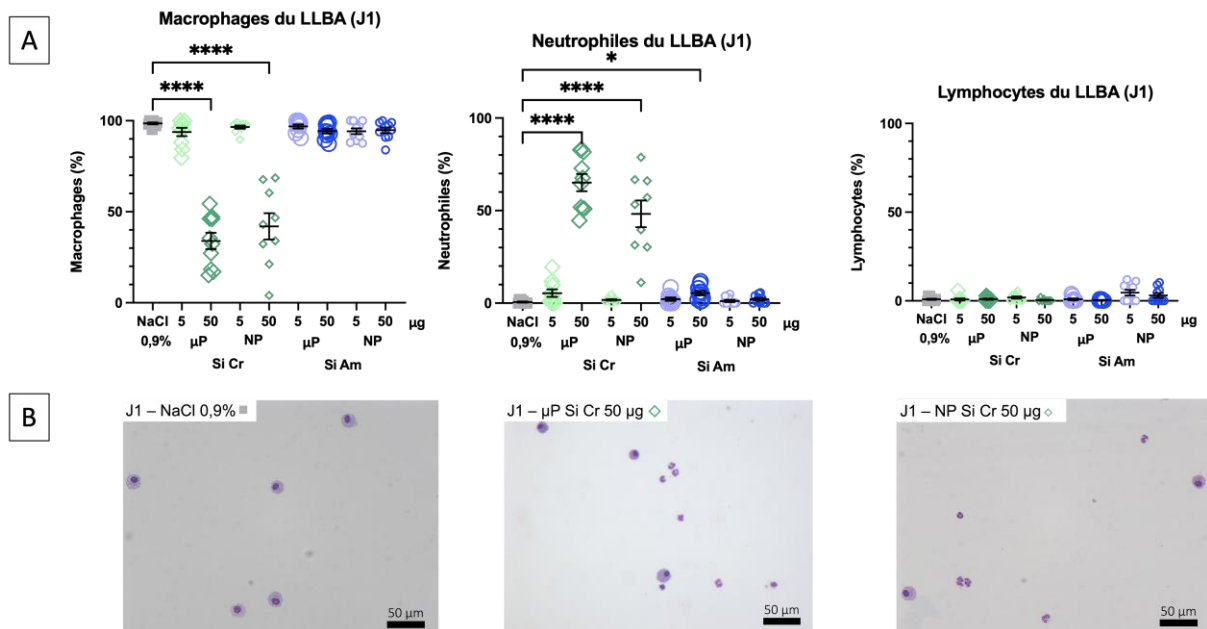 A
Macrophages du LLBA (J1)
****
****
Macrophages (%)
100
50
0
NaCl 5 50 5 50 µg
0,9% µP NP µP NP
Si Cr Si Am
5 50 5 50
Neutrophiles du LLBA (J1)
*
****
****
Neutrophiles (%)
100
50
0
NaCl 5 50 5 50 5 50 5 50 µg
0,9% µP NP µP NP
Si Cr Si Am
Lymphocytes du LLBA (J1)
Lymphocytes (%)
100
50
0
NaCl 5 50 5 50 5 50 5 50 µg
0,9% µP NP µP NP
Si Cr Si Am
B
J1 – NaCl 0,9%
50 µm
J1 – µP Si Cr 50 µg
50 µm
J1 – NP Si Cr 50 µg
50 µm